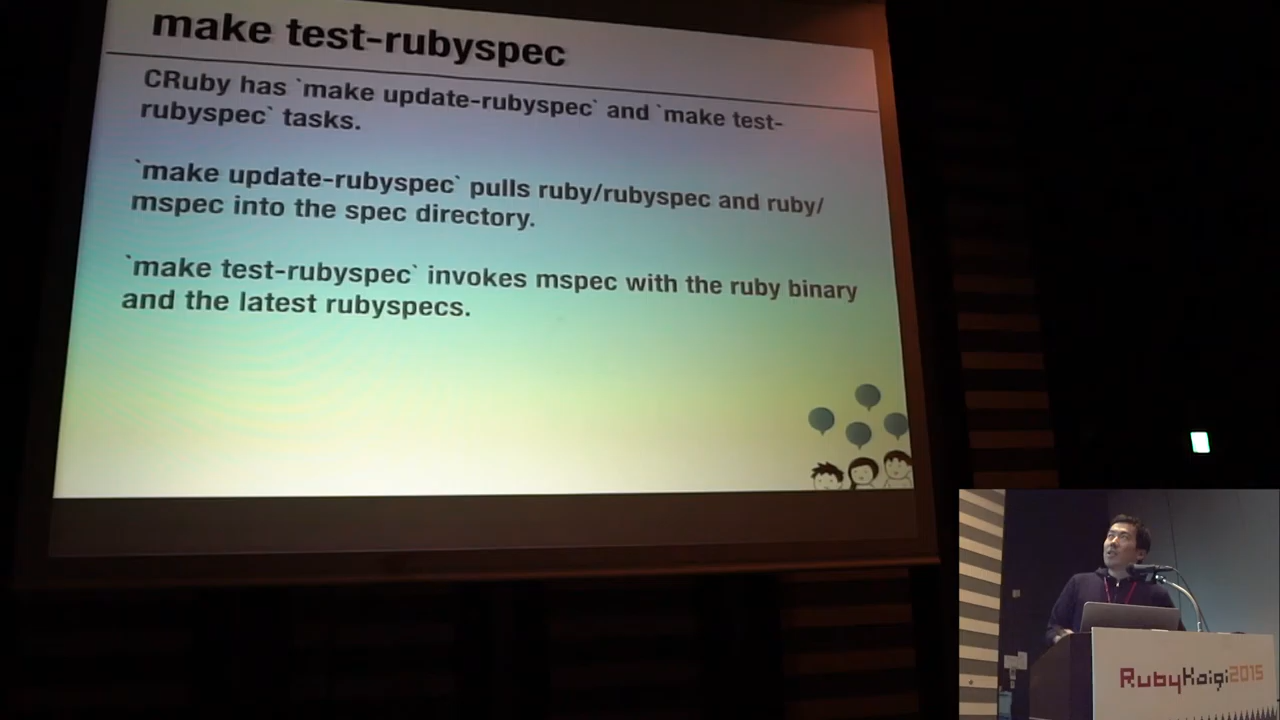 make test-rubyspec
CRuby has `make update-rubyspec` and `make test-
rubyspec` tasks.
`make update-rubyspec` pulls ruby/rubyspec and ruby/
mspec into the spec directory.
`make test-rubyspec` invokes mspec with the ruby binary
and the latest rubyspecs.
RubyKaigi2015